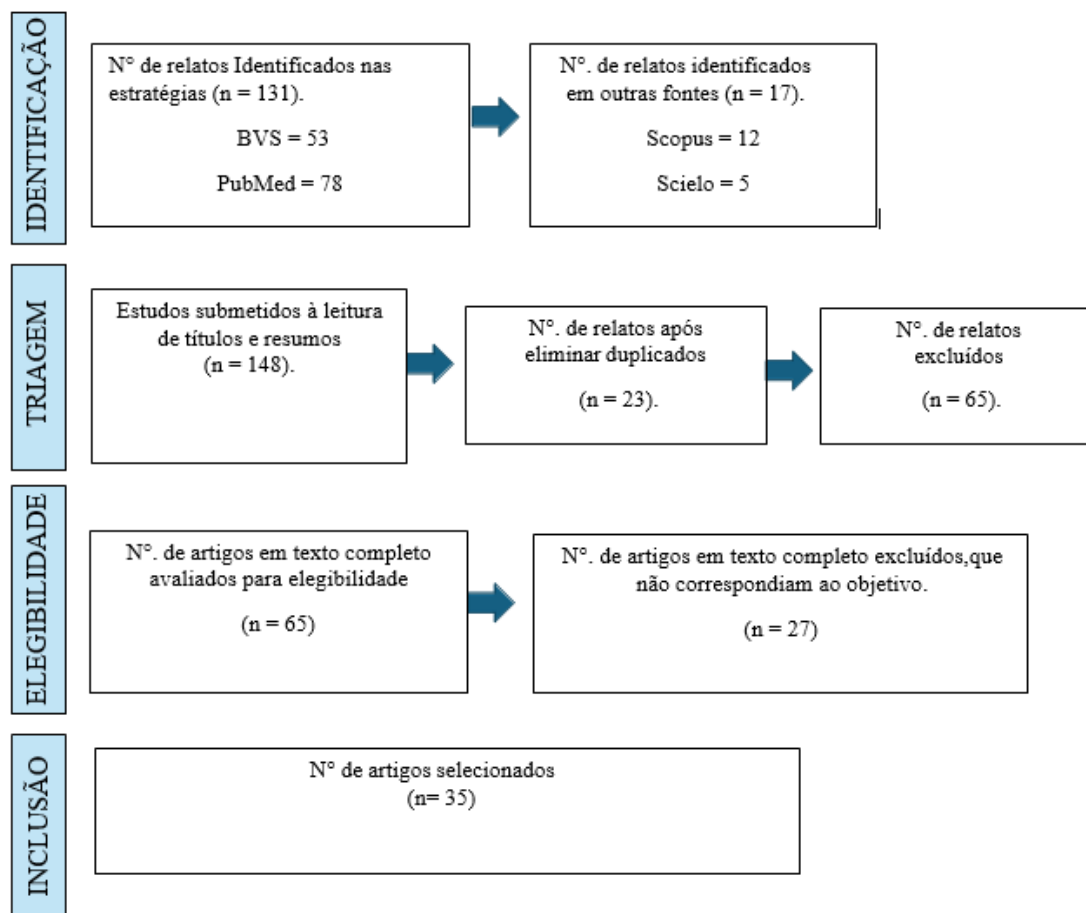 IDENTIFICAÇÃO
N° de relatos Identificados nas
estratégias (n = 131).
BVS = 53
PubMed = 78
N°. de relatos identificados
em outras fontes (n = 17).
Scopus = 12
Scielo = 5
TRIAGEM
Estudos submetidos à leitura
de títulos e resumos
(n = 148).
N°. de relatos após
eliminar duplicados
(n = 23).
N°. de relatos
excluídos
(n = 65).
ELEGIBILIDADE
N°. de artigos em texto completo
avaliados para elegibilidade
(n = 65)
N°. de artigos em texto completo excluídos,que
não correspondiam ao objetivo.
(n = 27)
INCLUSÃO
N° de artigos selecionados
(n= 35)